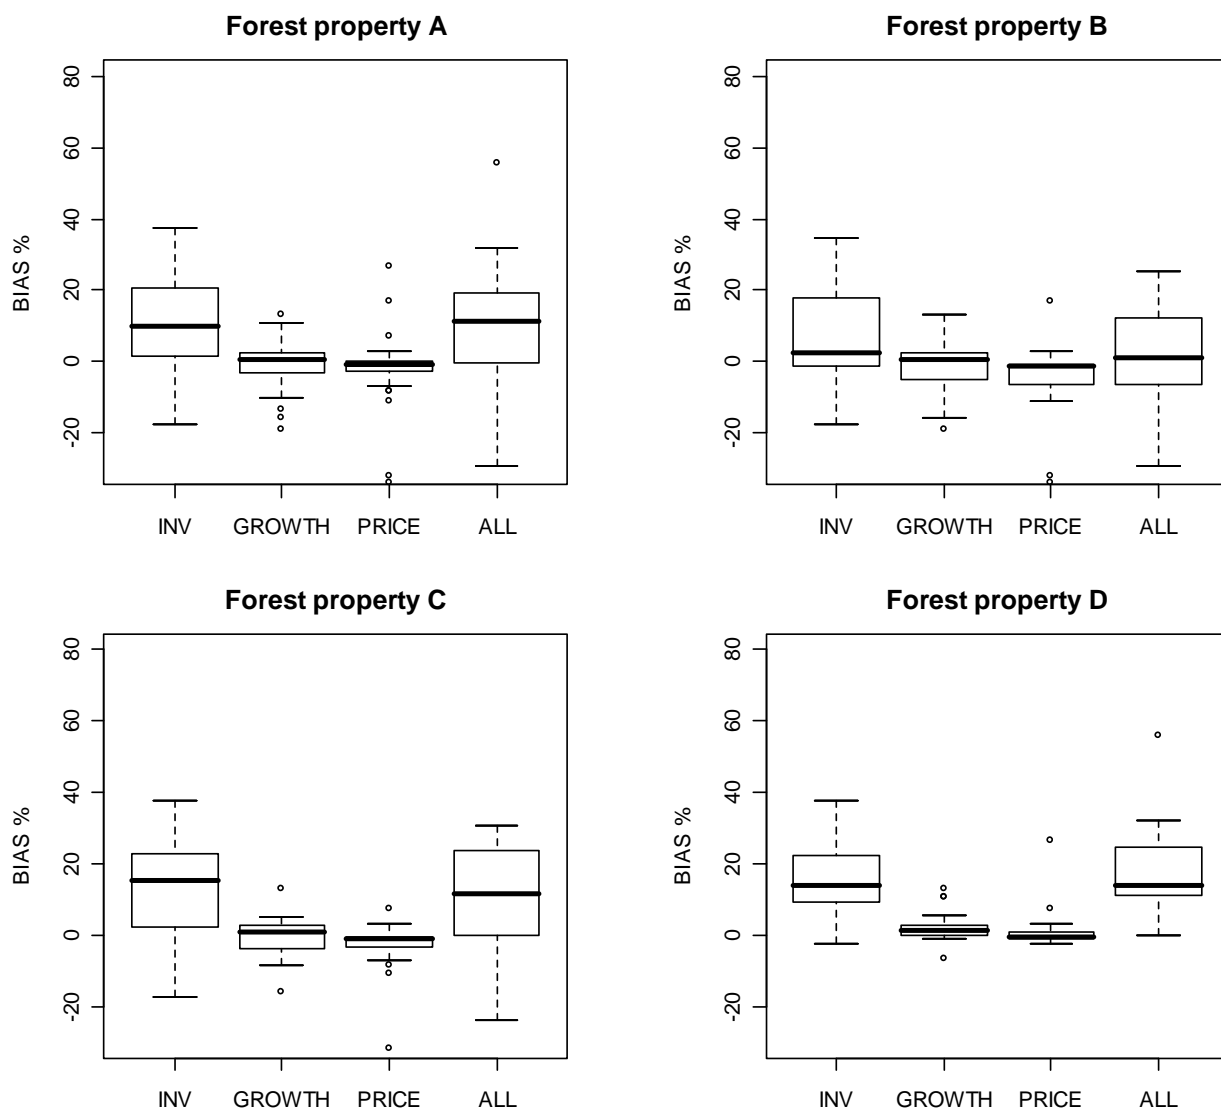 Forest property A
BIAS %
80
60
40
20
0
-20
INV GROWTH PRICE ALL
Forest property B
BIAS %
80
60
40
20
0
-20
INV GROWTH PRICE ALL
Forest property C
BIAS %
80
60
40
20
0
-20
INV GROWTH PRICE ALL
Forest property D
BIAS %
80
60
40
20
0
-20
INV GROWTH PRICE ALL